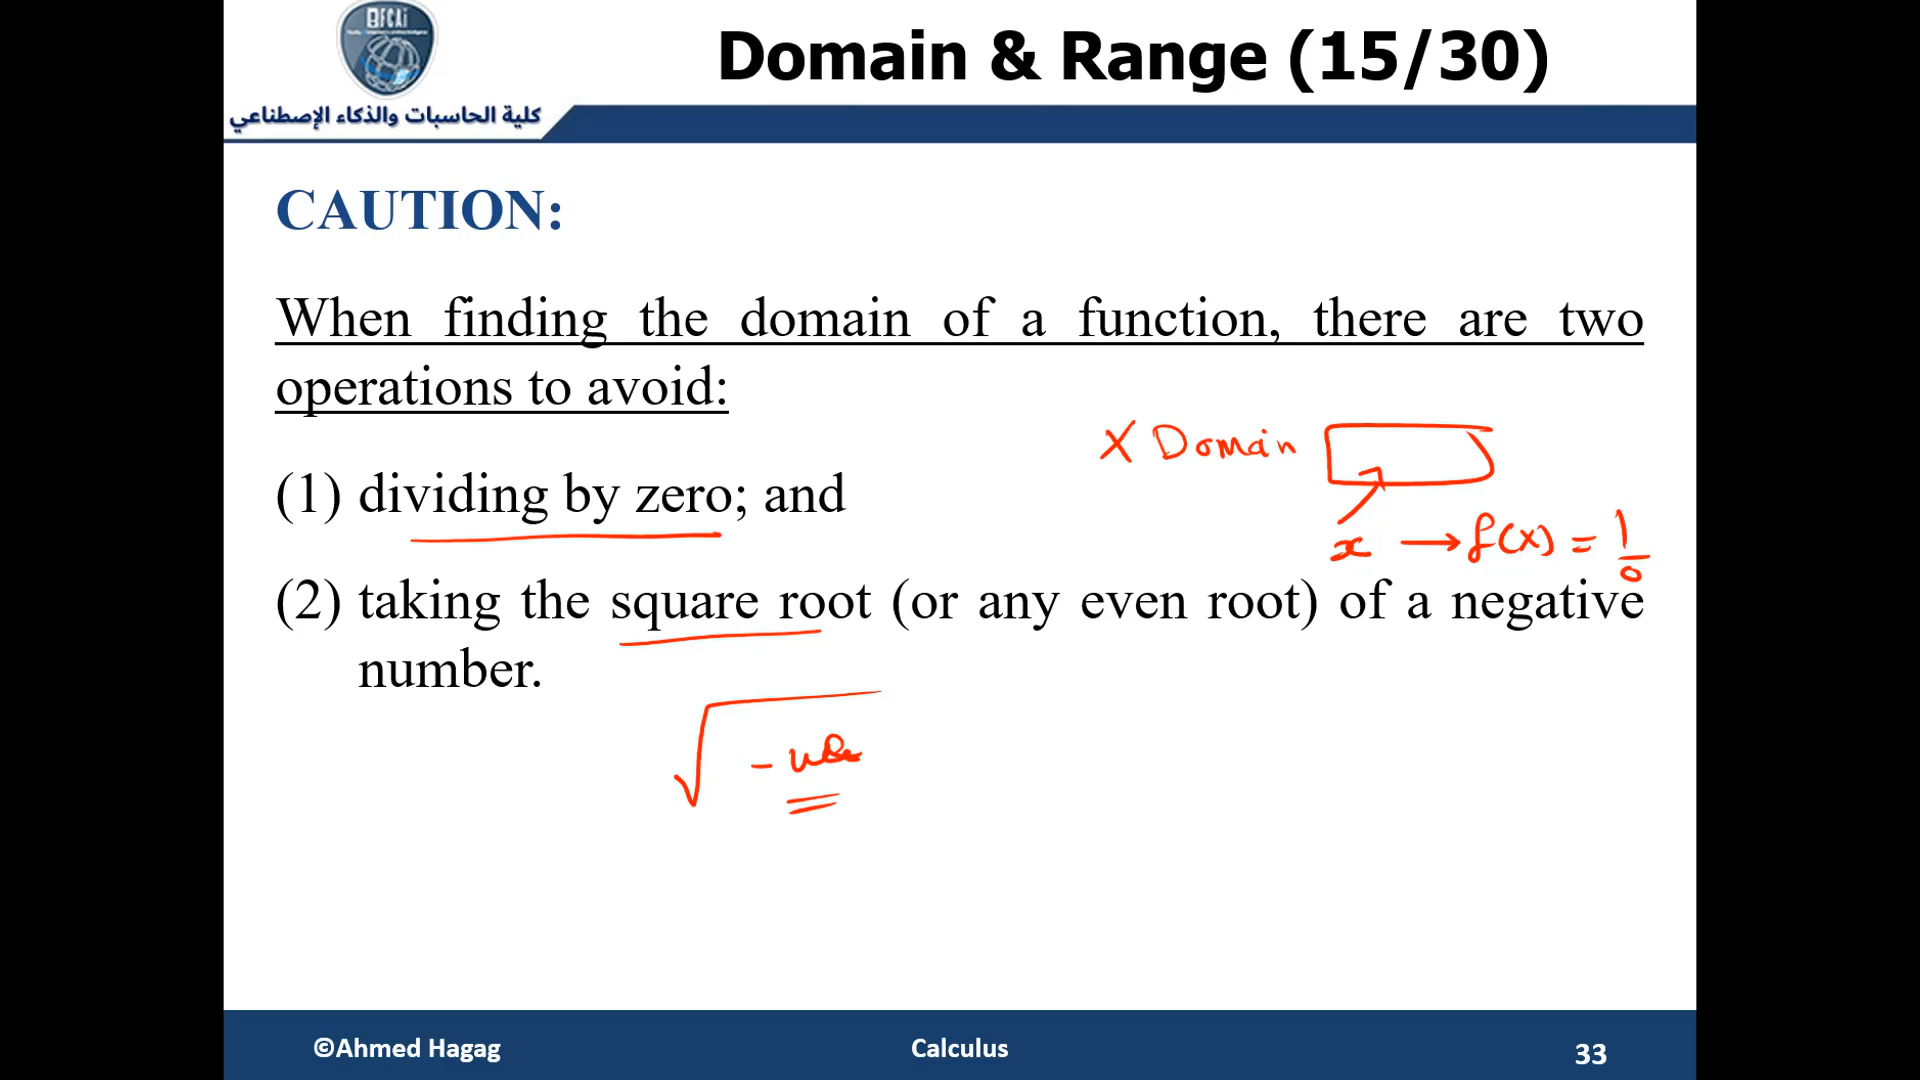 BFCAi
Domain & Range (15/30)
كلية الحاسبات والذكاء الإصطناعي
CAUTION:
When finding the domain of a function, there are two
operations to avoid:
X Domain
(1) dividing by zero; and
x → f(x) = 1/0
(2) taking the square root (or any even root) of a negative
number.
√-
©Ahmed Hagag
Calculus
33